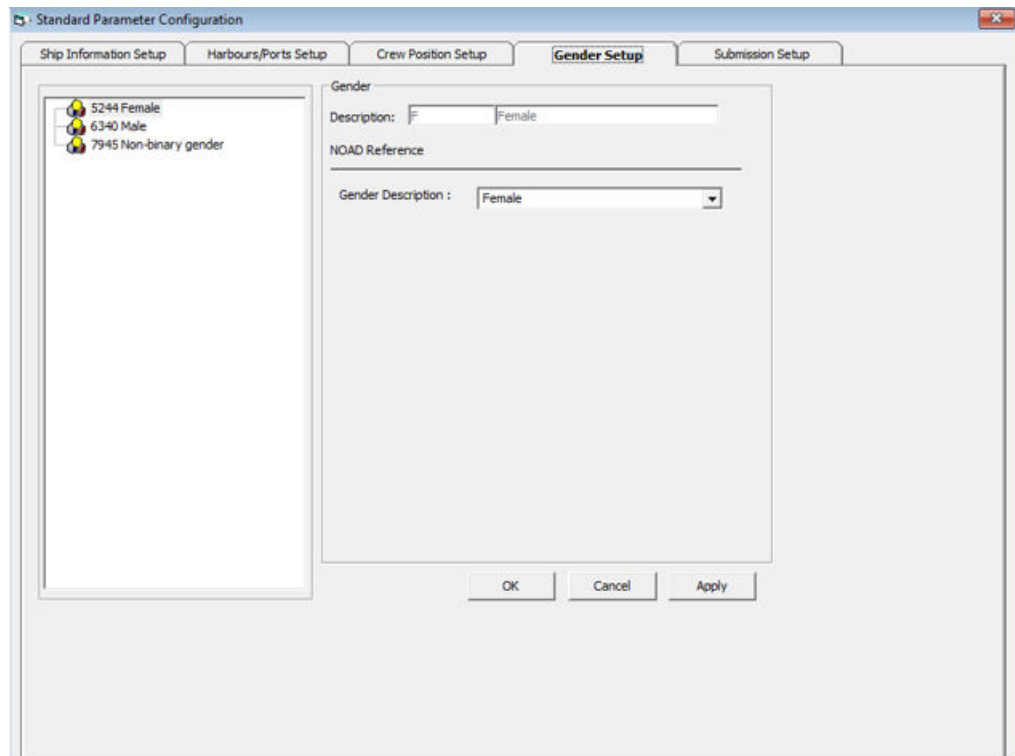 Standard Parameter Configuration
Ship Information Setup Harbours/Ports Setup Crew Position Setup Gender Setup Submission Setup
5244 Female
6340 Male
7945 Non-binary gender
Gender
Description: F Female
NOAD Reference
Gender Description : Female
OK Cancel Apply